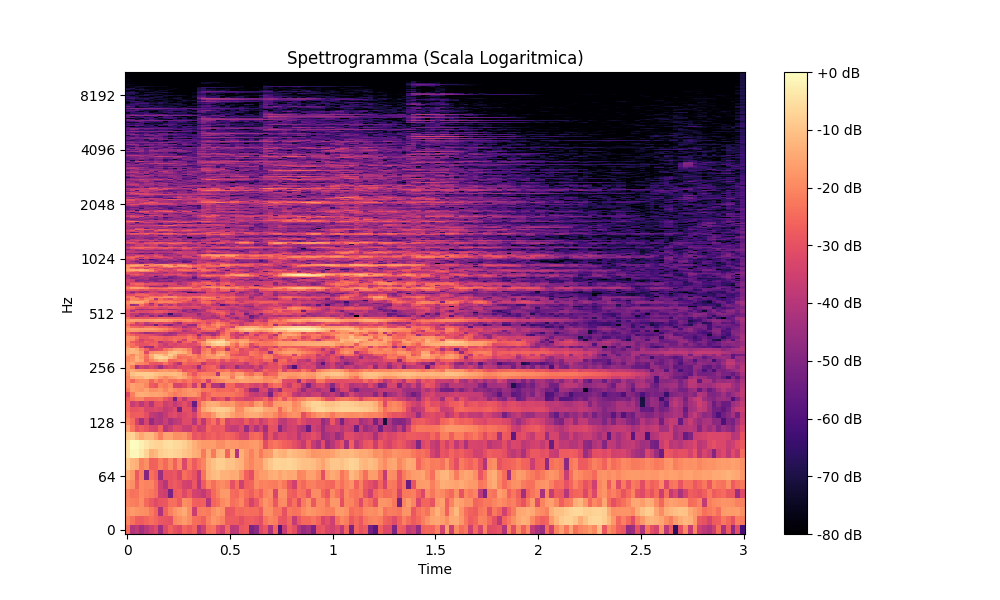 Spettrogramma (Scala Logaritmica)
Hz
8192
4096
2048
1024
512
256
128
64
0
0
0.5
1
1.5
2
2.5
3
Time
+0 dB
-10 dB
-20 dB
-30 dB
-40 dB
-50 dB
-60 dB
-70 dB
-80 dB